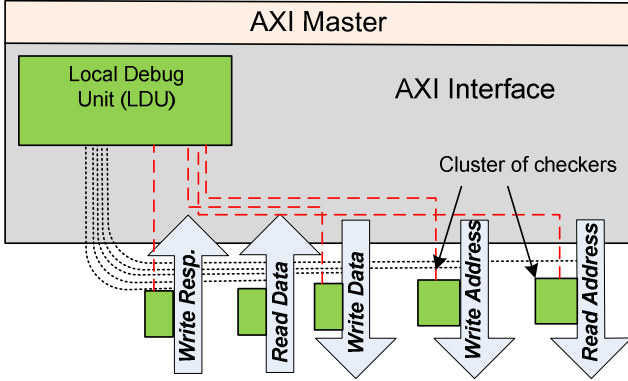 AXI Master
Local Debug
Unit (LDU)
AXI Interface
Cluster of checkers
Write Resp.
Read Data
Write Data
Write Address
Read Address